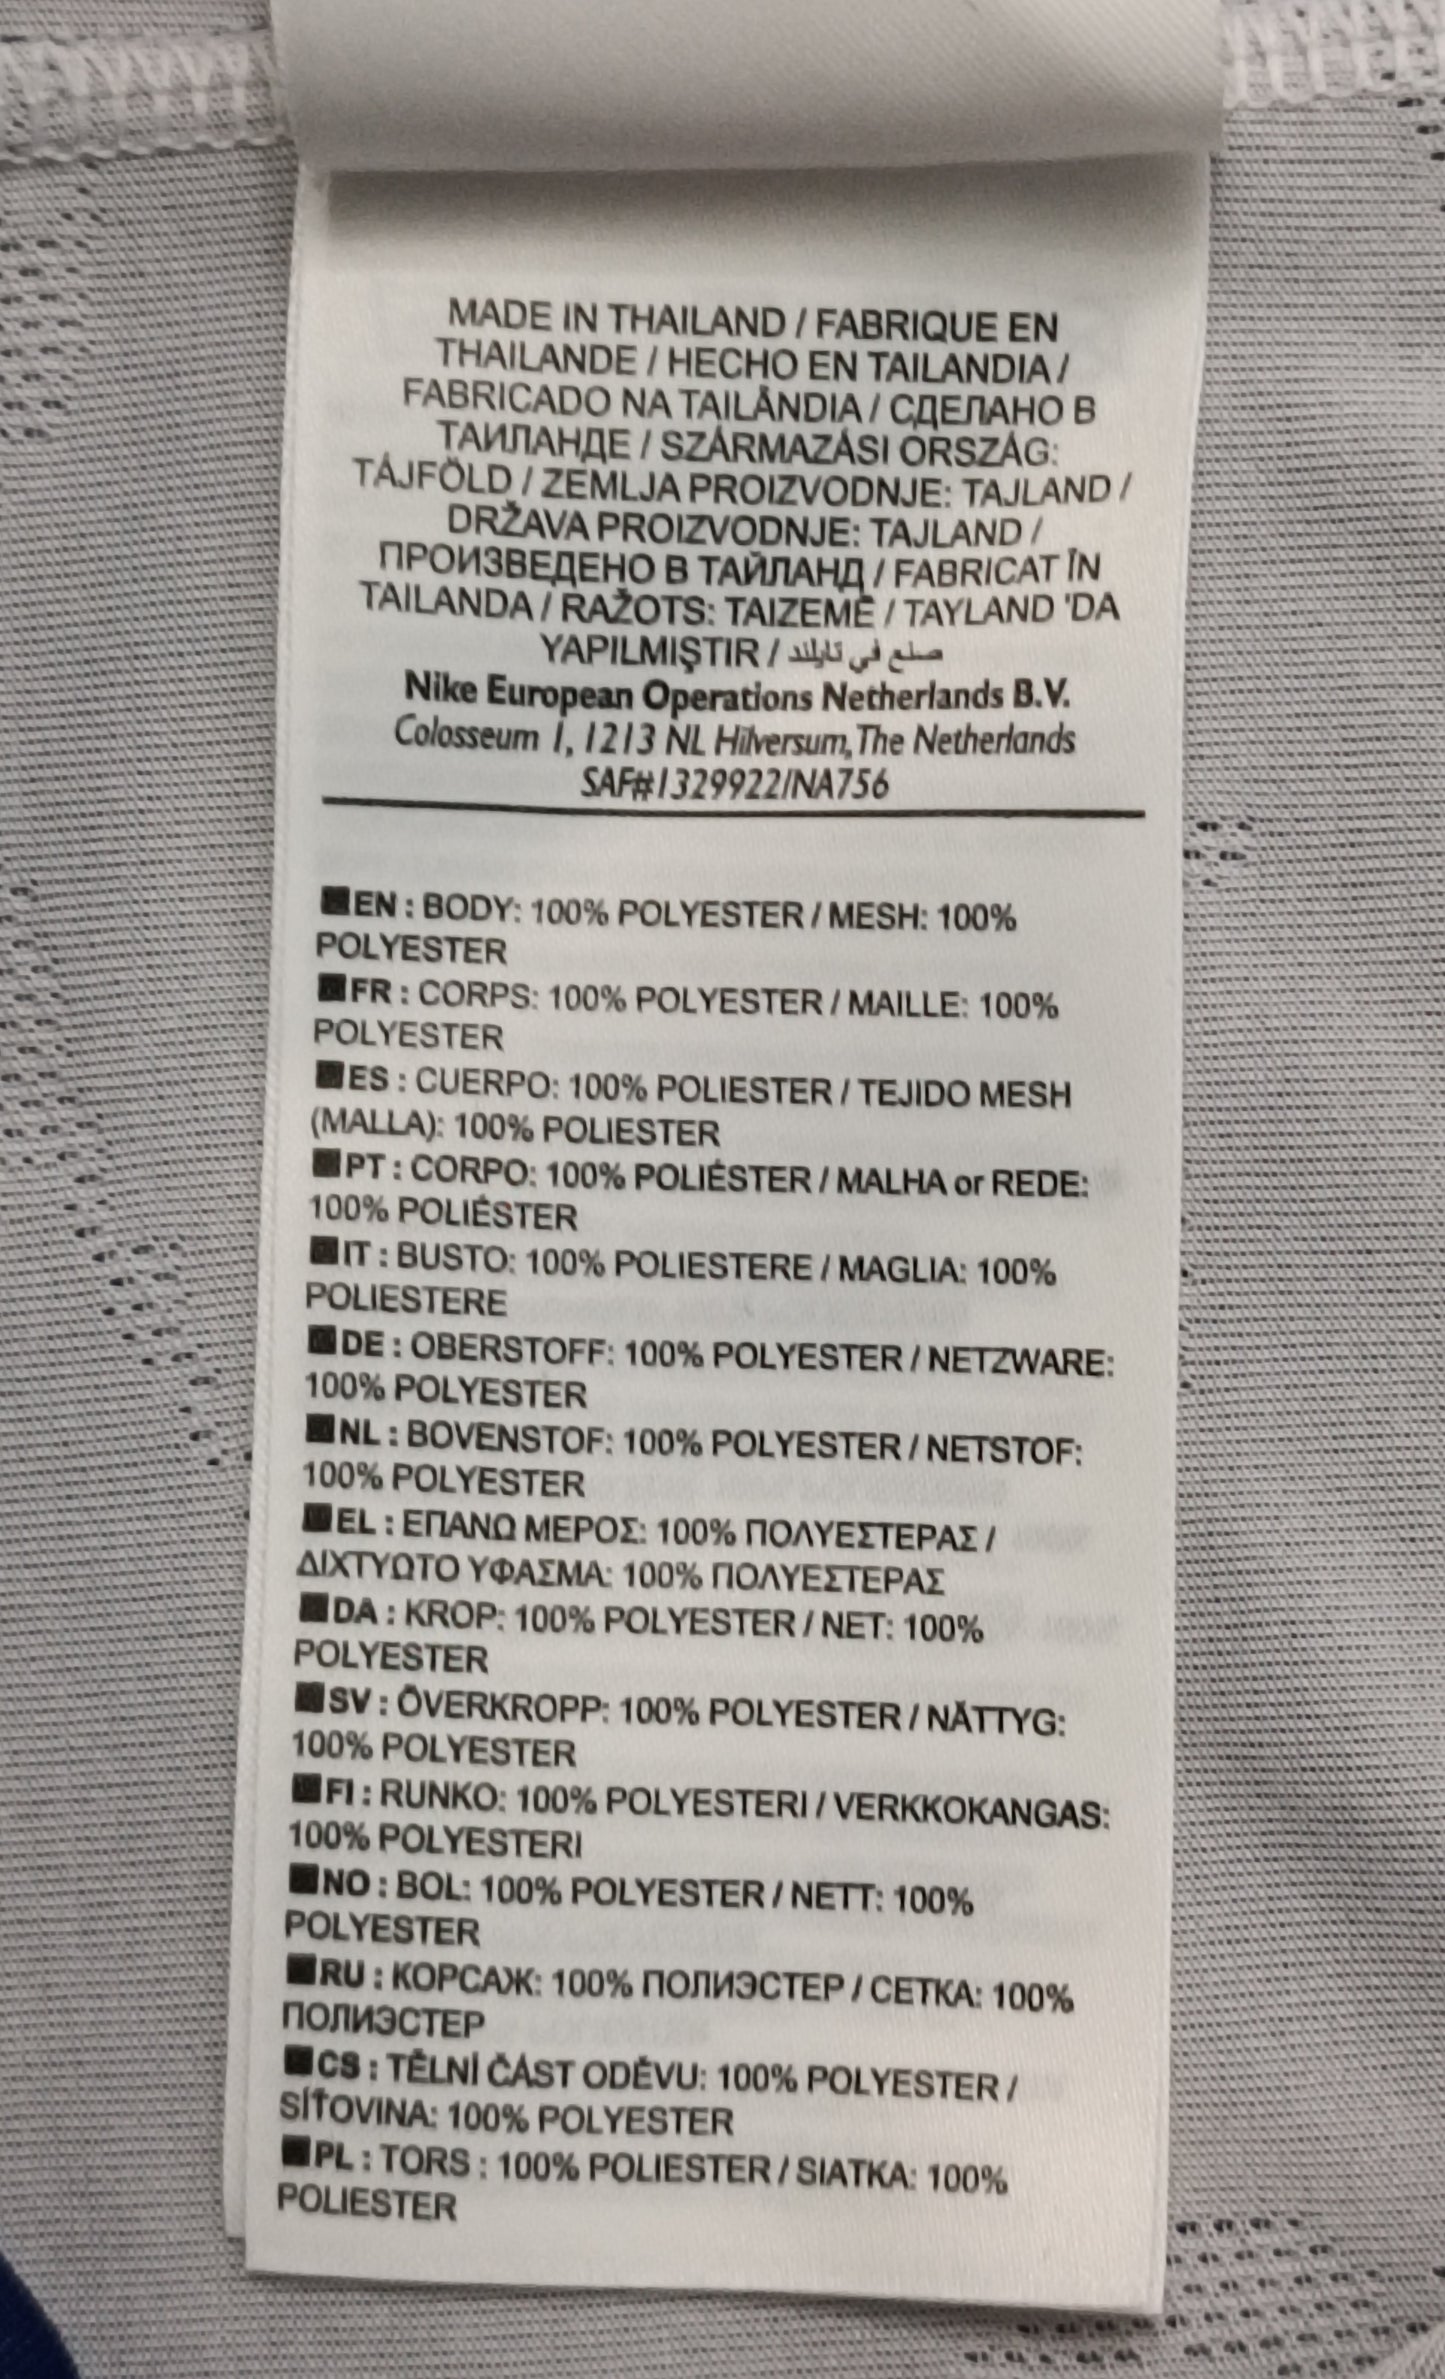 MADE IN THAILAND / FABRIQUE EN
THAILANDE / HECHO EN TAILANDIA /
FABRICADO NA TAILÂNDIA / СДЕЛАНО В
ТАИЛАНДЕ / SZÁRMAZÁSI ORSZÁG:
TÁJFÖLD / ZEMLJA PROIZVODNJE: TAJLAND /
DRŽAVA PROIZVODNJE: TAJLAND /
ПРОИЗВЕДЕНО В ТАЙЛАНД / FABRICAT ÎN
TAILANDA / RAŽOTS: TAIZEMĒ / TAYLAND 'DA
YAPILMIŞTIR / صنع في تايلند
Nike European Operations Netherlands B.V.
Colosseum 1, 1213 NL Hilversum, The Netherlands
SAF#1329922/NA756
EN : BODY: 100% POLYESTER / MESH: 100%
POLYESTER
FR : CORPS: 100% POLYESTER / MAILLE: 100%
POLYESTER
ES : CUERPO: 100% POLIESTER / TEJIDO MESH
(MALLA): 100% POLIESTER
PT : CORPO: 100% POLIÉSTER / MALHA or REDE:
100% POLIÉSTER
IT : BUSTO: 100% POLIESTERE / MAGLIA: 100%
POLIESTERE
DE : OBERSTOFF: 100% POLYESTER / NETZWARE:
100% POLYESTER
NL : BOVENSTOF: 100% POLYESTER / NETSTOF:
100% POLYESTER
EL : ΕΠΑΝΩ ΜΕΡΟΣ: 100% ΠΟΛΥΕΣΤΕΡΑΣ /
ΔΙΧΤΥΩΤΟ ΥΦΑΣΜΑ: 100% ΠΟΛΥΕΣΤΕΡΑΣ
DA : KROP: 100% POLYESTER / NET: 100%
POLYESTER
SV : ÖVERKROPP: 100% POLYESTER / NÄTTYG:
100% POLYESTER
FI : RUNKO: 100% POLYESTERI / VERKKOKANGAS:
100% POLYESTERI
NO : BOL: 100% POLYESTER / NETT: 100%
POLYESTER
RU : КОРСАЖ: 100% ПОЛИЭСТЕР / СЕТКА: 100%
ПОЛИЭСТЕР
CS : TĚLNÍ ČÁST ODĚVU: 100% POLYESTER /
SÍŤOVINA: 100% POLYESTER
PL : TORS : 100% POLIESTER / SIATKA: 100%
POLIESTER